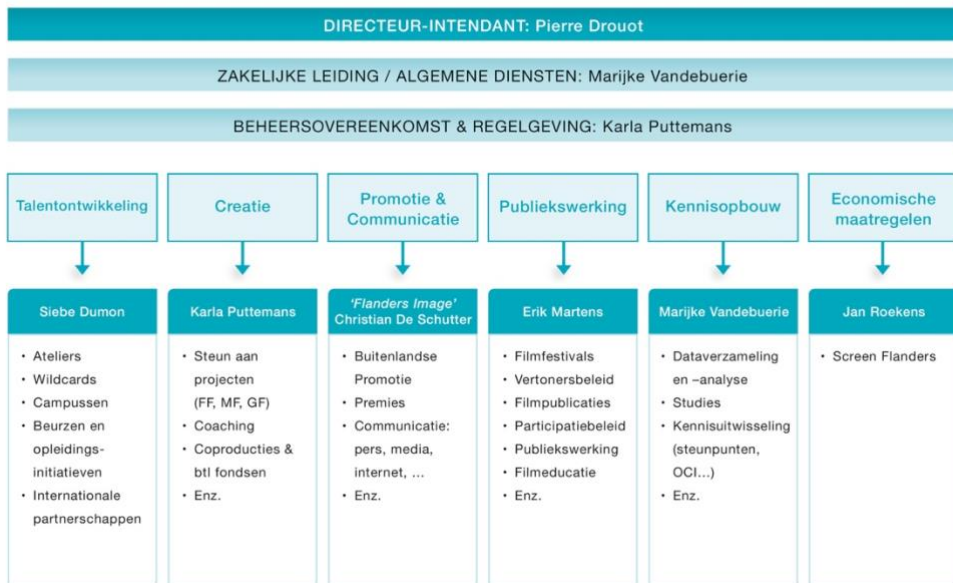 DIRECTEUR-INTENDANT: Pierre Drouot
ZAKELIJKE LEIDING / ALGEMENE DIENSTEN: Marijke Vandebuerie
BEHEERSOVEREENKOMST & REGELGEVING: Karla Puttemans
Talentontwikkeling
Creatie
Promotie &
Communicatie
Publiekswerking
Kennisopbouw
Economische
maatregelen
Siebe Dumon
• Ateliers
• Wildcards
• Campussen
• Beurzen en
opleidings-
initiatieven
• Internationale
partnerschappen
Karla Puttemans
• Steun aan
projecten
(FF, MF, GF)
• Coaching
• Coproducties &
btl fondsen
• Enz.
'Flanders Image'
Christian De Schutter
• Buitenlandse
Promotie
• Premies
• Communicatie:
pers, media,
internet, ...
• Enz.
Erik Martens
• Filmfestivals
• Vertonersbeleid
• Filmpublicaties
• Participatiebeleid
• Publiekswerking
• Filmeducatie
• Enz.
Marijke Vandebuerie
• Dataverzameling
en –analyse
• Studies
• Kennisuitwisseling
(steunpunten,
OCI...)
• Enz.
Jan Roekens
• Screen Flanders